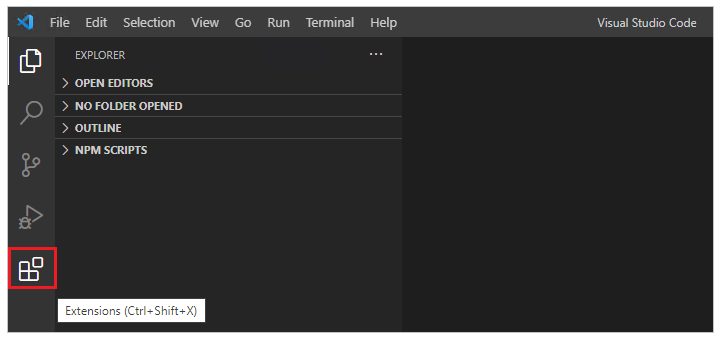 File Edit Selection View Go Run Terminal Help Visual Studio Code
EXPLORER ...
OPEN EDITORS
NO FOLDER OPENED
OUTLINE
NPM SCRIPTS
Extensions (Ctrl+Shift+X)